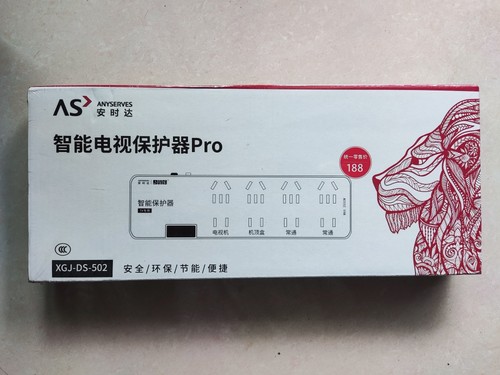 AS
ANYSERVES
安时达
智能电视保护器Pro
统一零售价
188
智能保护器
电视机 机顶盒 常通 常通
CCC
XGJ-DS-502
安全/环保/节能/便捷